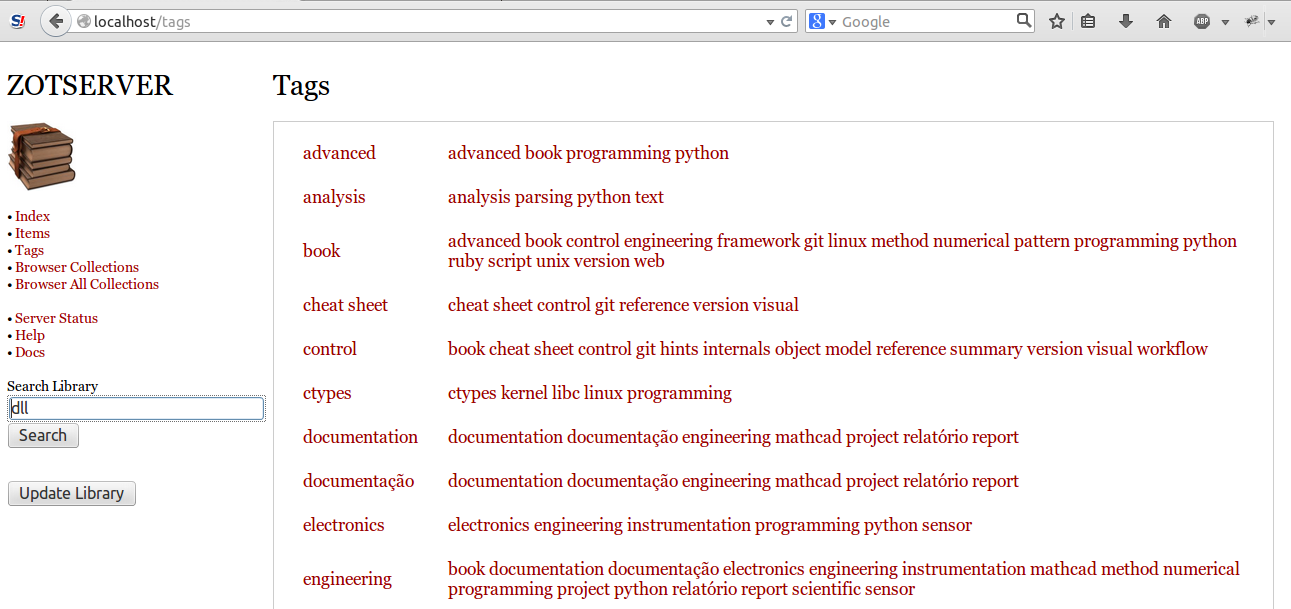 S!
localhost/tags
8 Google
ABP
ZOTSERVER
• Index
• Items
• Tags
• Browser Collections
• Browser All Collections
• Server Status
• Help
• Docs
Search Library
dll
Search
Update Library
Tags
advanced advanced book programming python
analysis analysis parsing python text
book advanced book control engineering framework git linux method numerical pattern programming python
ruby script unix version web
cheat sheet cheat sheet control git reference version visual
control book cheat sheet control git hints internals object model reference summary version visual workflow
ctypes ctypes kernel libc linux programming
documentation documentation documentação engineering mathcad project relatório report
documentação documentation documentação engineering mathcad project relatório report
electronics electronics engineering instrumentation programming python sensor
engineering book documentation documentação electronics engineering instrumentation mathcad method numerical
programming project python relatório report scientific sensor